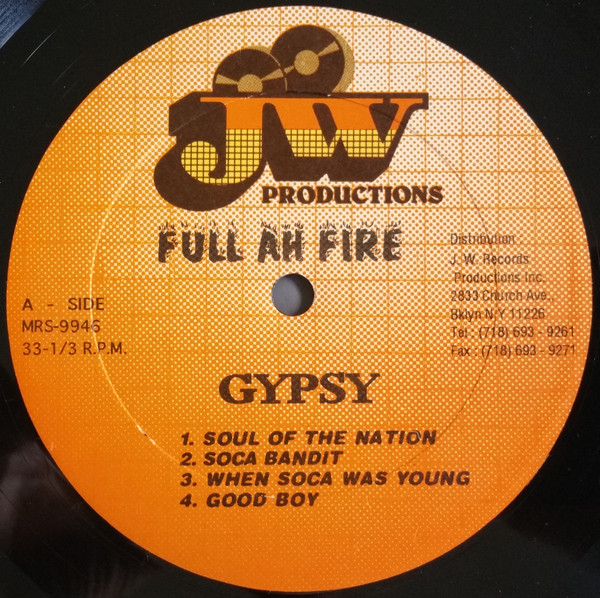 JW
PRODUCTIONS
FULL AH FIRE
A - SIDE
MRS-9946
33-1/3 R.P.M.
Distribution :
J. W. Records
Productions Inc.
2833 Church Ave.,
Bklyn N,Y 11226
Tel : (718) 693 - 9261
Fax : (718) 693 - 9271
GYPSY
1. SOUL OF THE NATION
2. SOCA BANDIT
3. WHEN SOCA WAS YOUNG
4. GOOD BOY